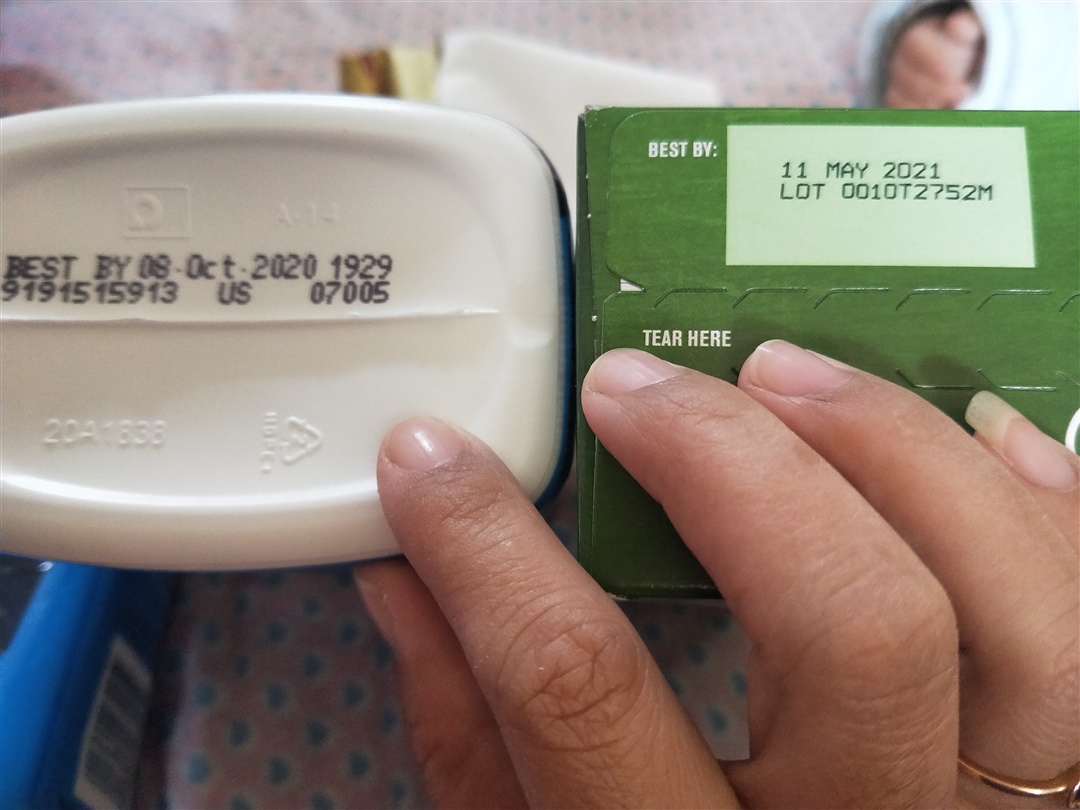 BEST BY 08-Oct-2020 1929
9191515913 US 07005
A-14
20A1838
BEST BY:
11 MAY 2021
LOT 0010T2752M
TEAR HERE